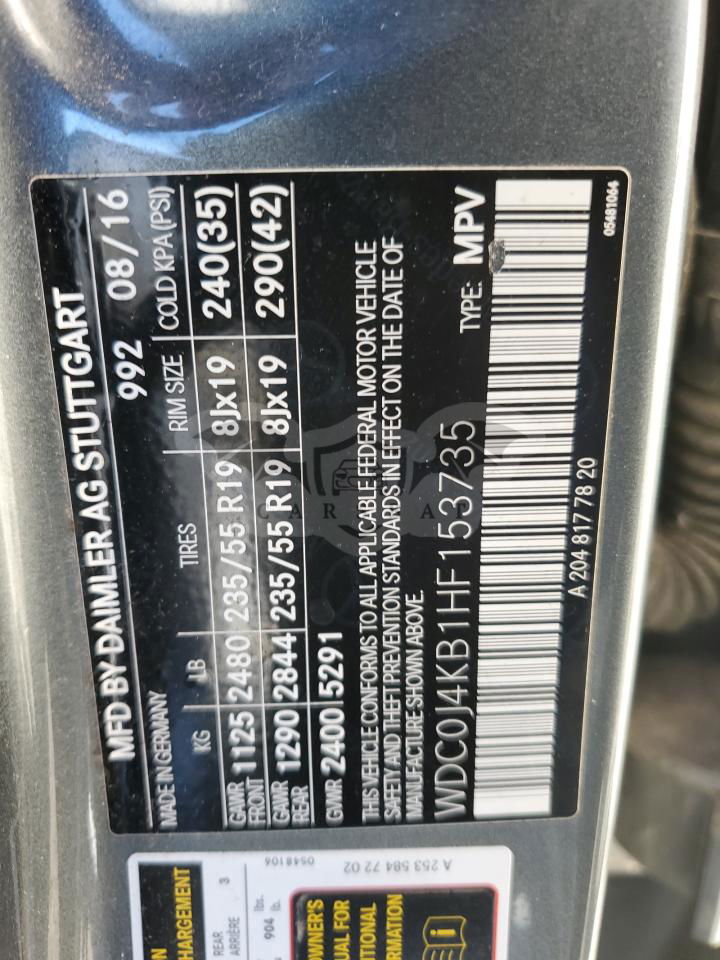 MFD BY DAIMLER AG STUTTGART
MADE IN GERMANY 992 08/16
KG LB TIRES RIM SIZE COLD KPA (PSI)
GAWR FRONT 1125 2480 235/55 R19 8Jx19 240(35)
GAWR REAR 1290 2844 235/55 R19 8Jx19 290(42)
GVWR 2400 5291
THIS VEHICLE CONFORMS TO ALL APPLICABLE FEDERAL MOTOR VEHICLE
SAFETY AND THEFT PREVENTION STANDARDS IN EFFECT ON THE DATE OF
MANUFACTURE SHOWN ABOVE.
WDC0J4KB1HF153735 TYPE: MPV
A 204 817 78 20
05481064
CHARGEMENT
REAR
ARRIÈRE 3
904 lbs.
lb.
0548106
OWNER'S
A 253 584 72 02